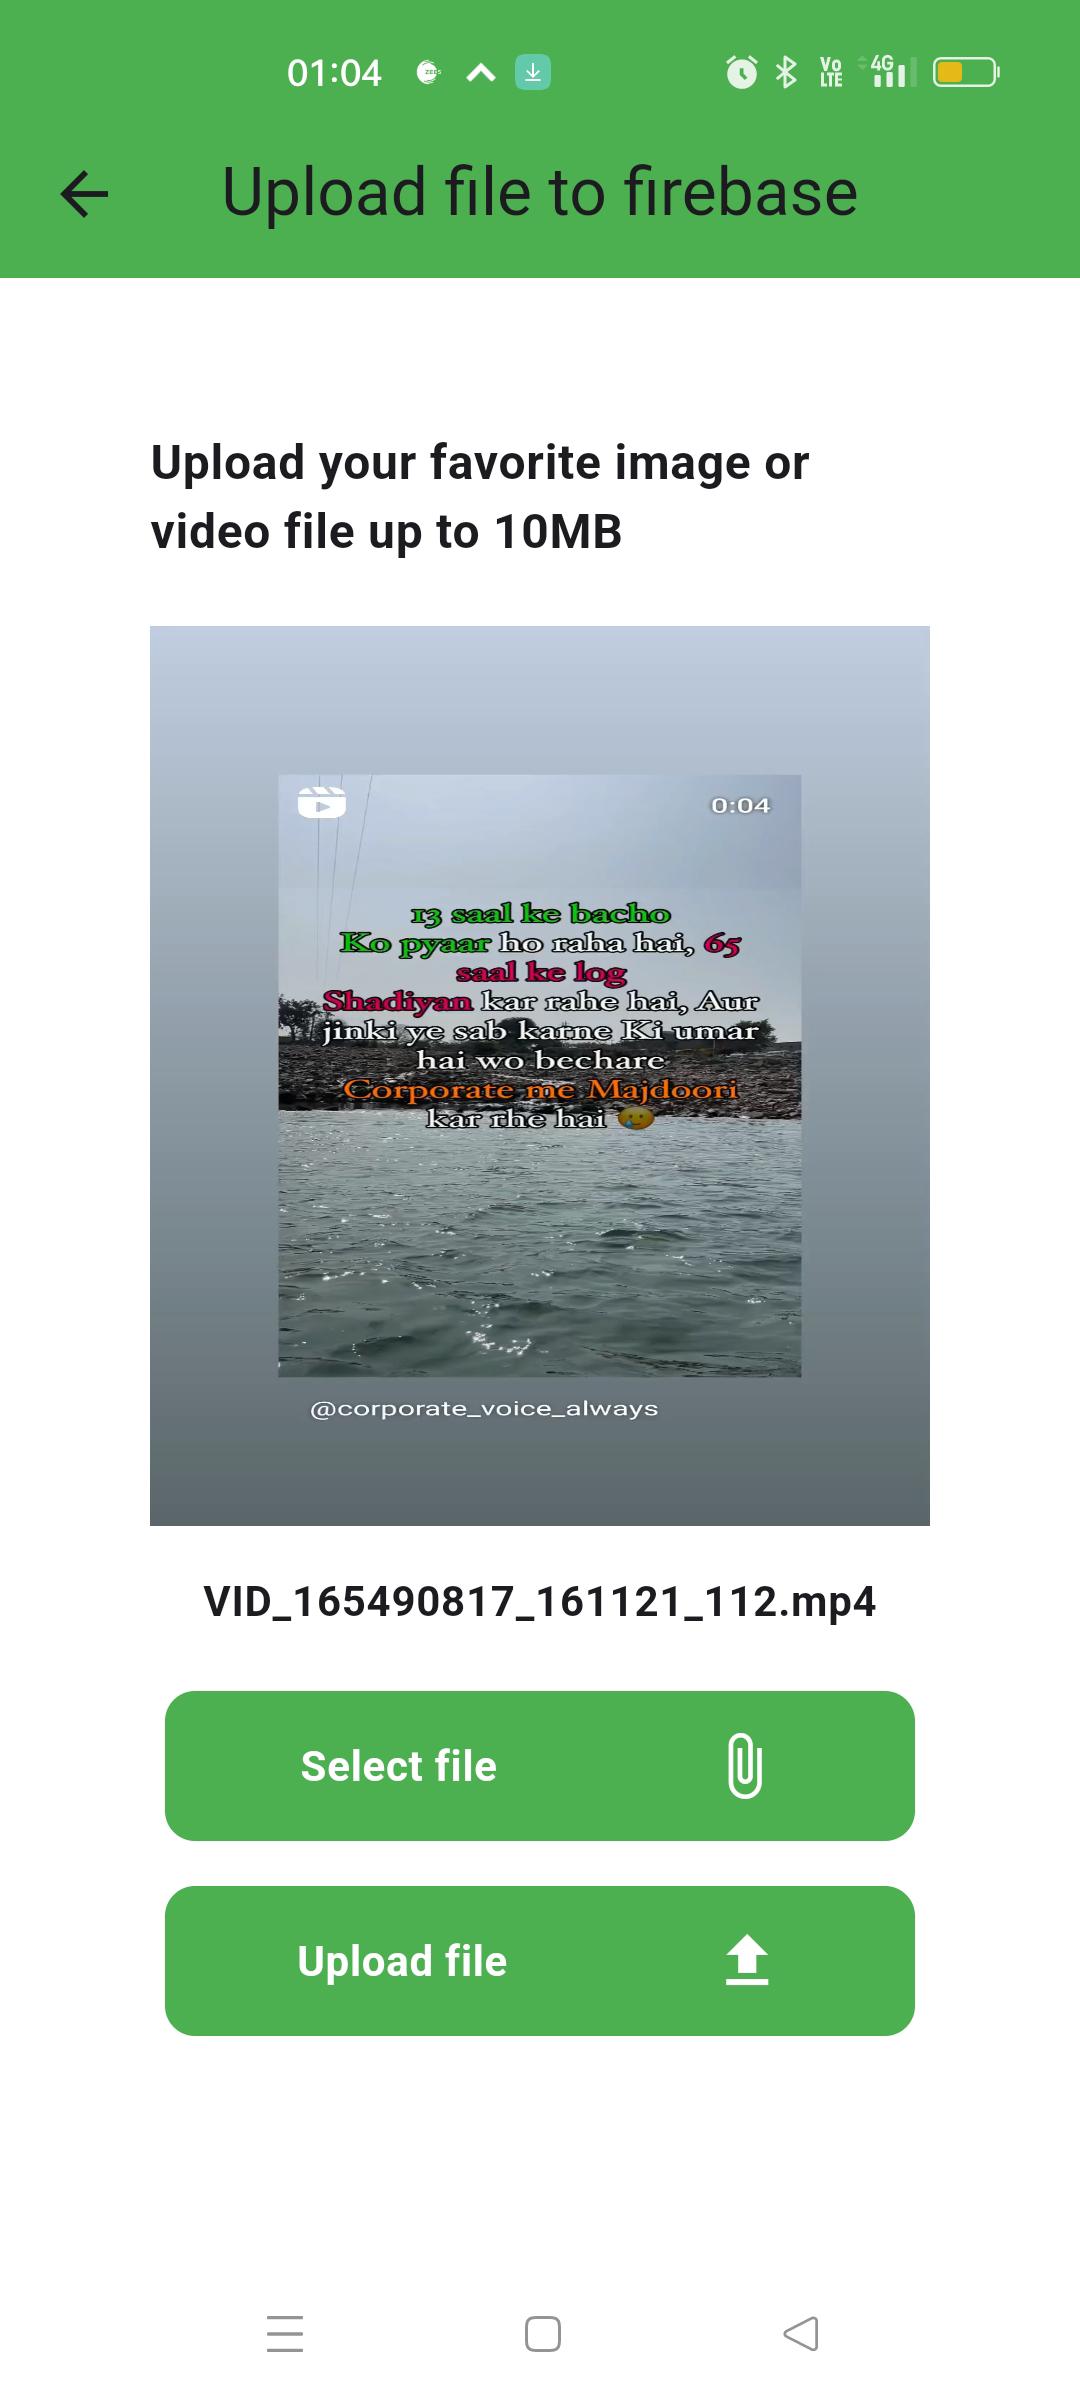 01:04
Vo
LTE
4G
Upload file to firebase
Upload your favorite image or
video file up to 10MB
0:04
13 saal ke bacho
Ko pyaar ho raha hai, 65
saal ke log
Shadiyan kar rahe hai, Aur
jinki ye sab karne Ki umar
hai wo bechare
Corporate me Majdoori
kar rhe hai 🥲
@corporate_voice_always
VID_165490817_161121_112.mp4
Select file
Upload file